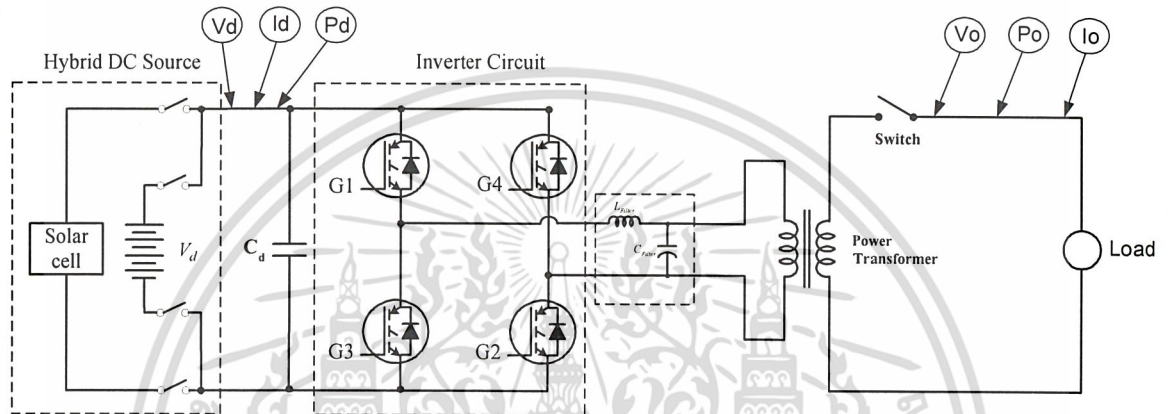 Vd
Id
Pd
Vo
Po
Io
Hybrid DC Source
Inverter Circuit
Switch
G1
G4
L_Filter
C_Filter
Solar
cell
V_d
C_d
Power
Transformer
Load
G3
G2